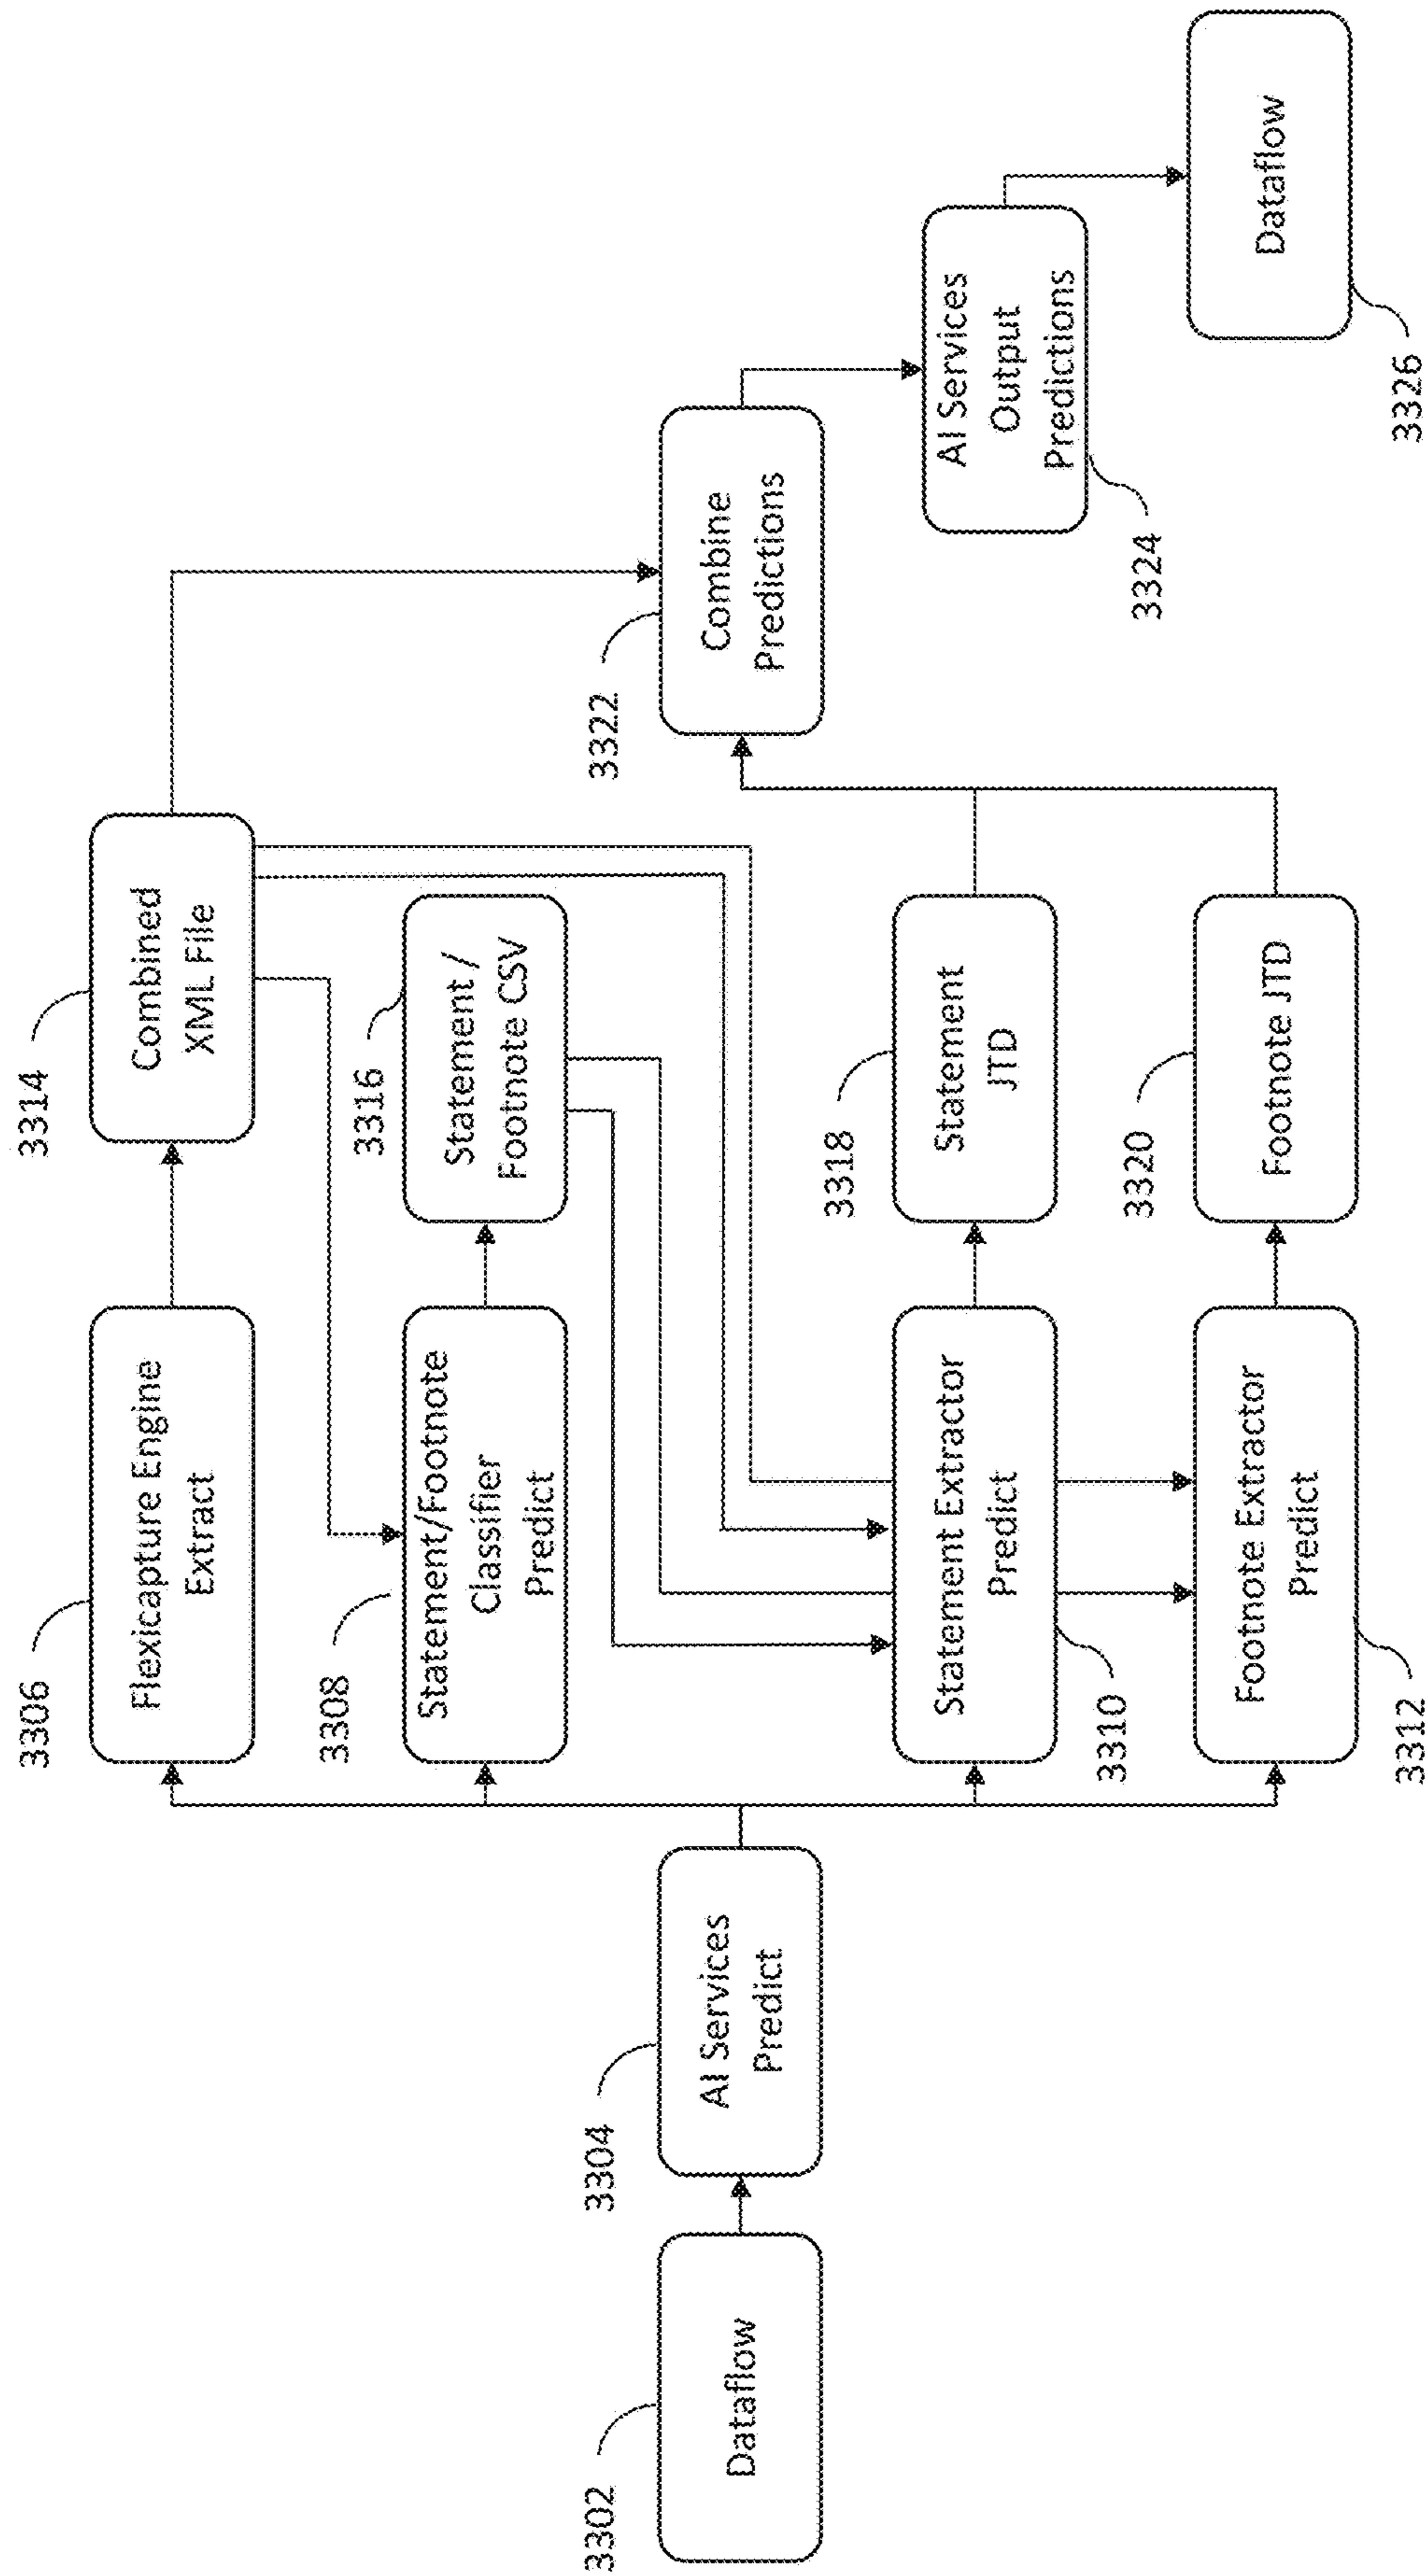 3302
Dataflow
3304
AI Services
Predict
3306
Flexicapture Engine
Extract
3308
Statement/Footnote
Classifier
Predict
3310
Statement Extractor
Predict
3312
Footnote Extractor
Predict
3314
Combined
XML File
3316
Statement /
Footnote CSV
3318
Statement
JTD
3320
Footnote JTD
3322
Combine
Predictions
3324
AI Services
Output
Predictions
3326
Dataflow